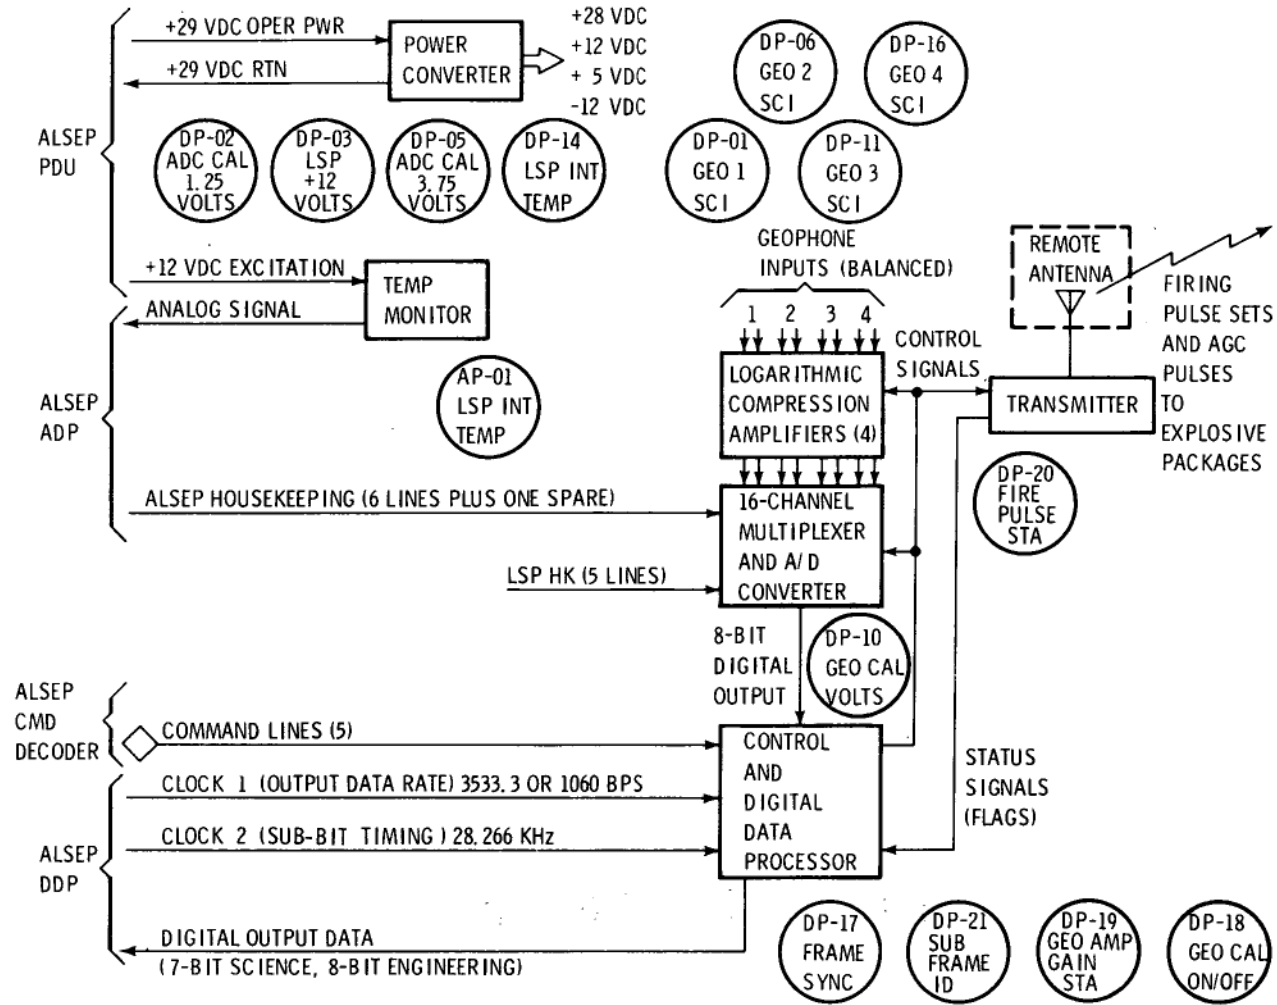 +29 VDC OPER PWR
+29 VDC RTN
POWER
CONVERTER
+28 VDC
+12 VDC
+ 5 VDC
-12 VDC
DP-06
GEO 2
SCI
DP-16
GEO 4
SCI
ALSEP
PDU
DP-02
ADC CAL
1.25
VOLTS
DP-03
LSP
+12
VOLTS
DP-05
ADC CAL
3.75
VOLTS
DP-14
LSP INT
TEMP
DP-01
GEO 1
SCI
DP-11
GEO 3
SCI
+12 VDC EXCITATION
ANALOG SIGNAL
TEMP
MONITOR
GEOPHONE
INPUTS (BALANCED)
1 2 3 4
REMOTE
ANTENNA
FIRING
PULSE SETS
AND AGC
PULSES
TO
EXPLOSIVE
PACKAGES
CONTROL
SIGNALS
LOGARITHMIC
COMPRESSION
AMPLIFIERS (4)
TRANSMITTER
ALSEP
ADP
AP-01
LSP INT
TEMP
DP-20
FIRE
PULSE
STA
ALSEP HOUSEKEEPING (6 LINES PLUS ONE SPARE)
LSP HK (5 LINES)
16-CHANNEL
MULTIPLEXER
AND A/D
CONVERTER
8-BIT
DIGITAL
OUTPUT
DP-10
GEO CAL
VOLTS
ALSEP
CMD
DECODER
COMMAND LINES (5)
CLOCK 1 (OUTPUT DATA RATE) 3533.3 OR 1060 BPS
CLOCK 2 (SUB-BIT TIMING ) 28.266 KHz
CONTROL
AND
DIGITAL
DATA
PROCESSOR
STATUS
SIGNALS
(FLAGS)
ALSEP
DDP
DIGITAL OUTPUT DATA
(7-BIT SCIENCE, 8-BIT ENGINEERING)
DP-17
FRAME
SYNC
DP-21
SUB
FRAME
ID
DP-19
GEO AMP
GAIN
STA
DP-18
GEO CAL
ON/OFF